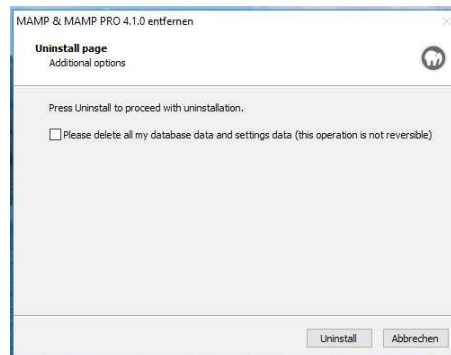 MAMP & MAMP PRO 4.1.0 entfernen
Uninstall page
Additional options
Press Uninstall to proceed with uninstallation.
Please delete all my database data and settings data (this operation is not reversible)
Uninstall Abbrechen